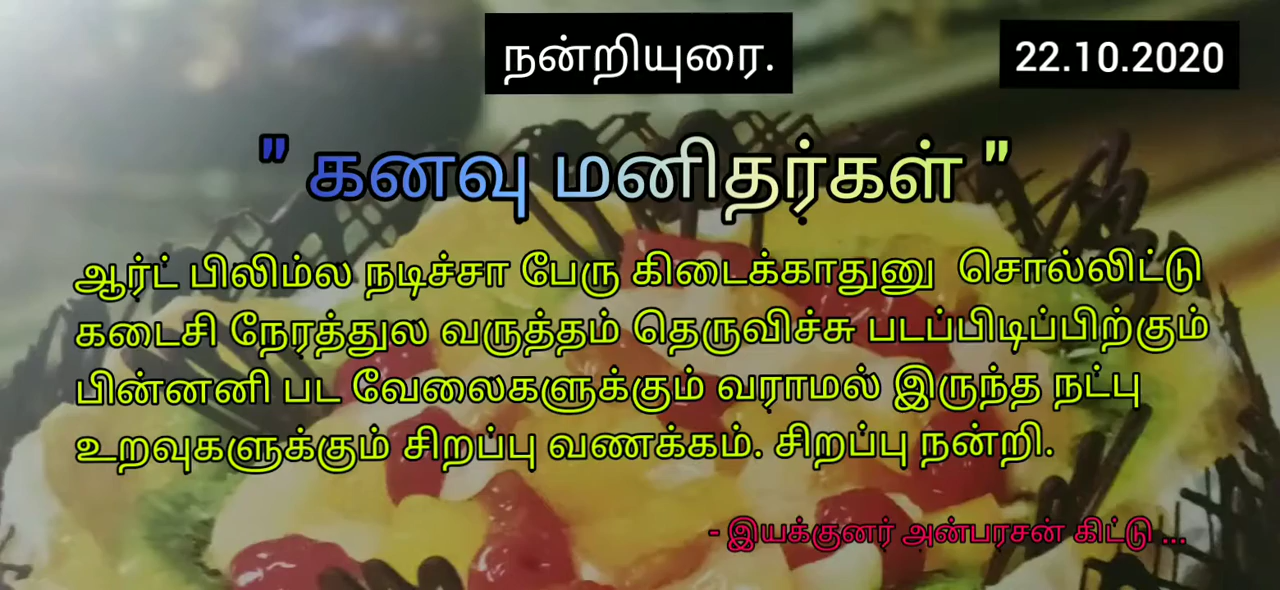 நன்றியுரை.
22.10.2020
" கனவு மனிதர்கள் "
ஆர்ட் பிலிம்ல நடிச்சா பேரு கிடைக்காதுனு சொல்லிட்டு
கடைசி நேரத்துல வருத்தம் தெருவிச்சு படப்பிடிப்பிற்கும்
பின்னனி பட வேலைகளுக்கும் வராமல் இருந்த நட்பு
உறவுகளுக்கும் சிறப்பு வணக்கம். சிறப்பு நன்றி.
- இயக்குனர் அன்பரசன் கிட்டு ...